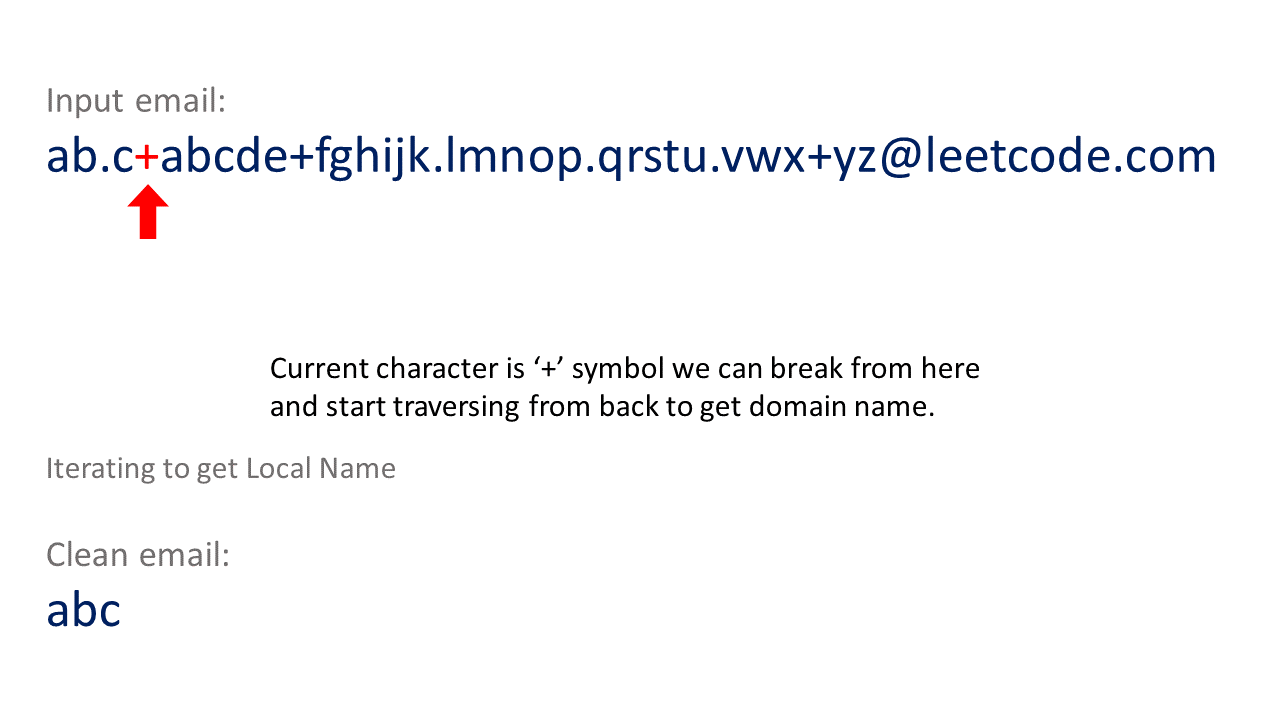 Input email:
ab.c+abcde+fghijk.lmnop.qrstu.vwx+yz@leetcode.com
Current character is ‘+’ symbol we can break from here
and start traversing from back to get domain name.
Iterating to get Local Name
Clean email:
abc